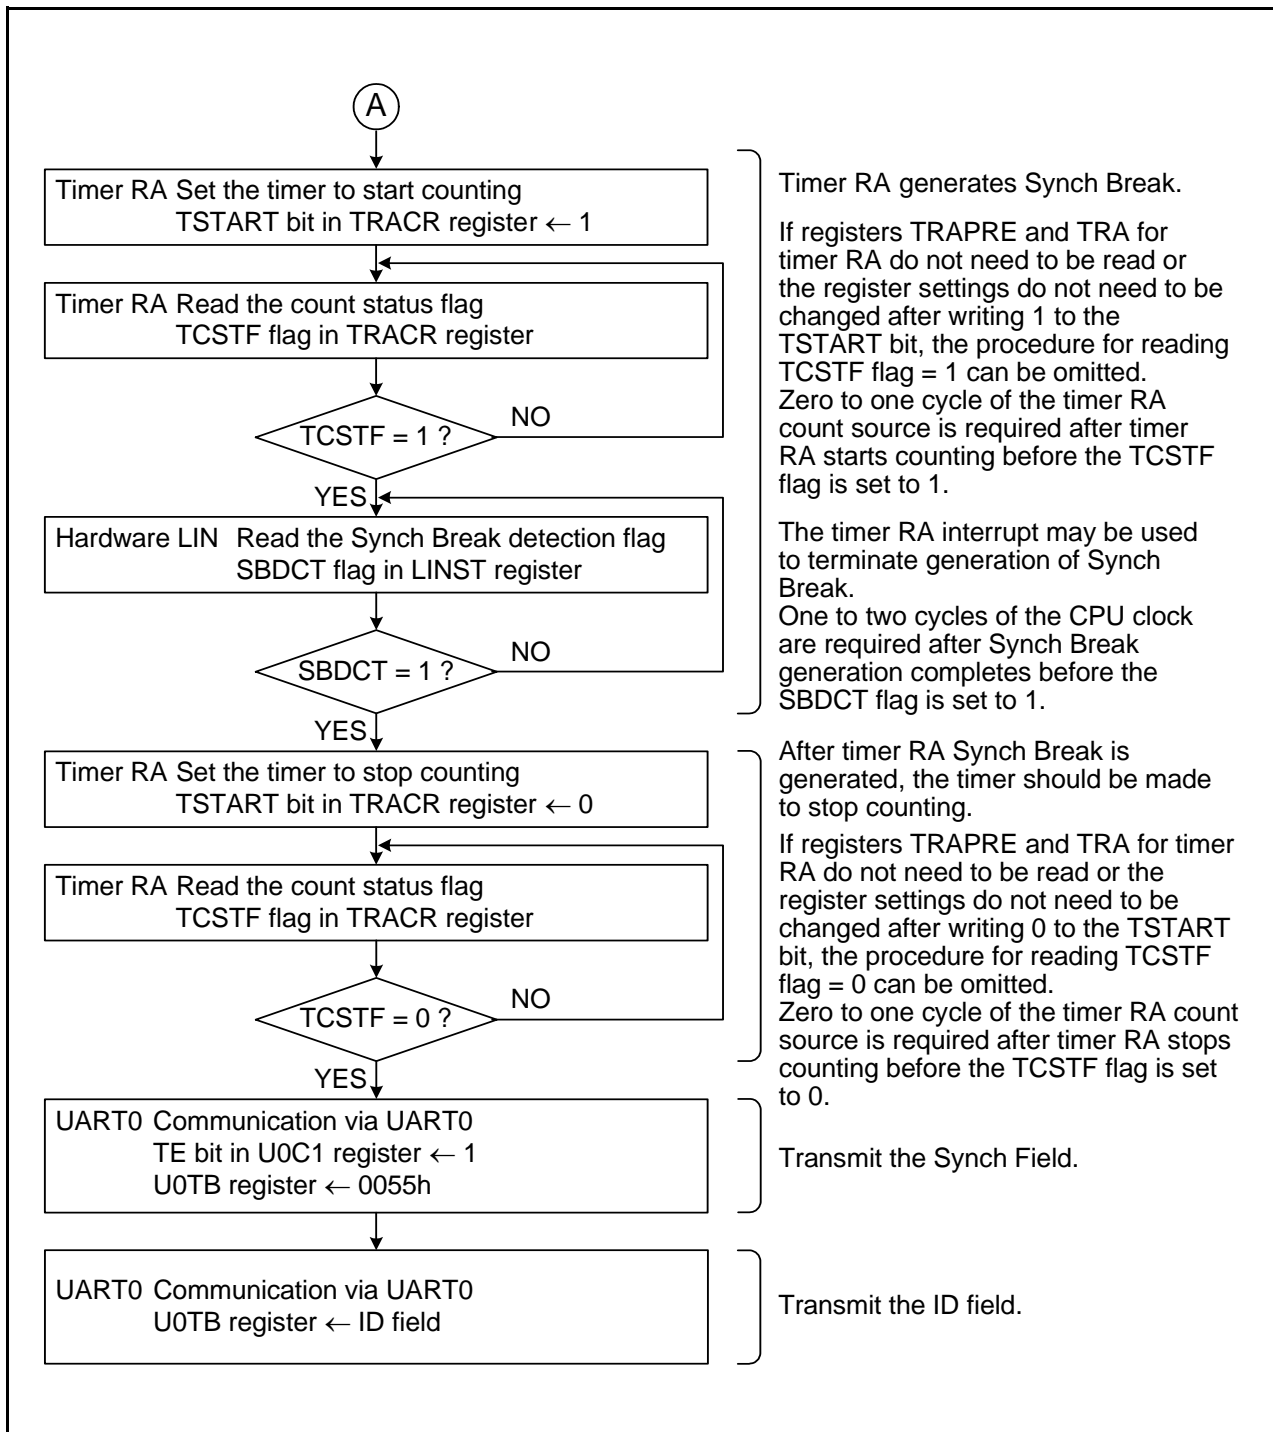 A
Timer RA Set the timer to start counting
TSTART bit in TRACR register ← 1
Timer RA Read the count status flag
TCSTF flag in TRACR register
TCSTF = 1 ?
NO
YES
Hardware LIN Read the Synch Break detection flag
SBDCT flag in LINST register
SBDCT = 1 ?
NO
YES
Timer RA generates Synch Break.
If registers TRAPRE and TRA for
timer RA do not need to be read or
the register settings do not need to be
changed after writing 1 to the
TSTART bit, the procedure for reading
TCSTF flag = 1 can be omitted.
Zero to one cycle of the timer RA
count source is required after timer
RA starts counting before the TCSTF
flag is set to 1.
The timer RA interrupt may be used
to terminate generation of Synch
Break.
One to two cycles of the CPU clock
are required after Synch Break
generation completes before the
SBDCT flag is set to 1.
Timer RA Set the timer to stop counting
TSTART bit in TRACR register ← 0
Timer RA Read the count status flag
TCSTF flag in TRACR register
TCSTF = 0 ?
NO
YES
After timer RA Synch Break is
generated, the timer should be made
to stop counting.
If registers TRAPRE and TRA for timer
RA do not need to be read or the
register settings do not need to be
changed after writing 0 to the TSTART
bit, the procedure for reading TCSTF
flag = 0 can be omitted.
Zero to one cycle of the timer RA count
source is required after timer RA stops
counting before the TCSTF flag is set
to 0.
UART0 Communication via UART0
TE bit in U0C1 register ← 1
U0TB register ← 0055h
Transmit the Synch Field.
UART0 Communication via UART0
U0TB register ← ID field
Transmit the ID field.